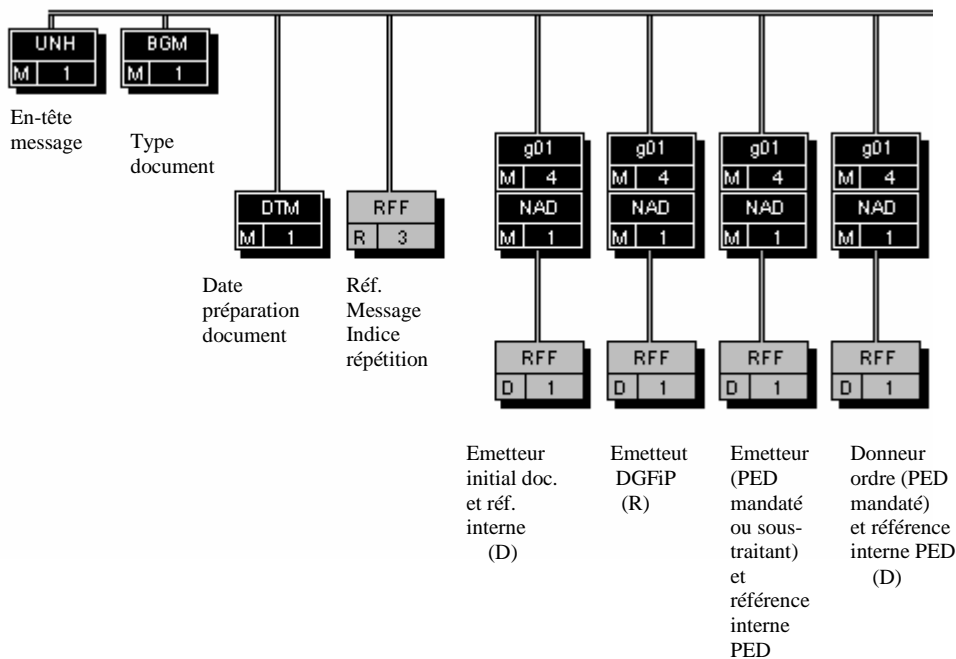 UNH
M 1
BGM
M 1
En-tête
message
Type
document
DTM
M 1
RFF
R 3
Date
préparation
document
Réf.
Message
Indice
répétition
g01
M 4
NAD
M 1
g01
M 4
NAD
M 1
g01
M 4
NAD
M 1
g01
M 4
NAD
M 1
RFF
D 1
RFF
D 1
RFF
D 1
RFF
D 1
Emetteur
initial doc.
et réf.
interne
(D)
Emetteut
DGFiP
(R)
Emetteur
(PED
mandaté
ou sous-
traitant)
et
référence
interne
PED
Donneur
ordre (PED
mandaté)
et référence
interne PED
(D)